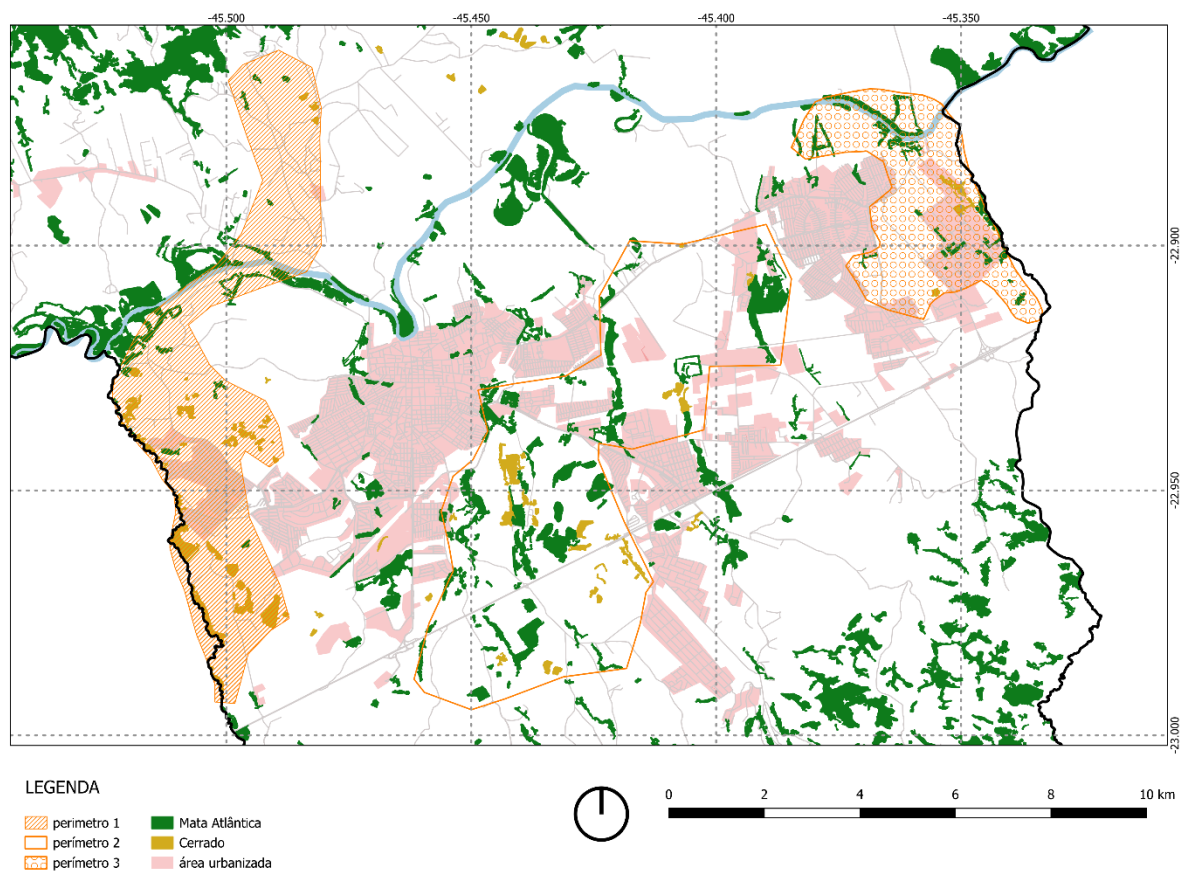 -45.500 -45.450 -45.400 -45.350
-22.900
-22.950
-23.000
LEGENDA
perimetro 1 Mata Atlântica
perímetro 2 Cerrado
perímetro 3 área urbanizada
0 2 4 6 8 10 km